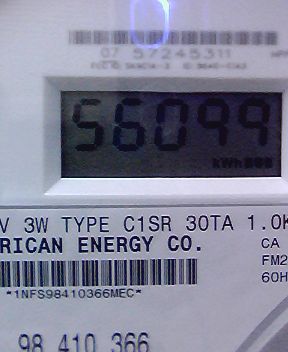 07 57245311
56099
kWh
V 3W TYPE C1SR 30TA 1.0K
RICAN ENERGY CO.
CA
FM2
60H
*1NFS98410366MEC*
98 410 366